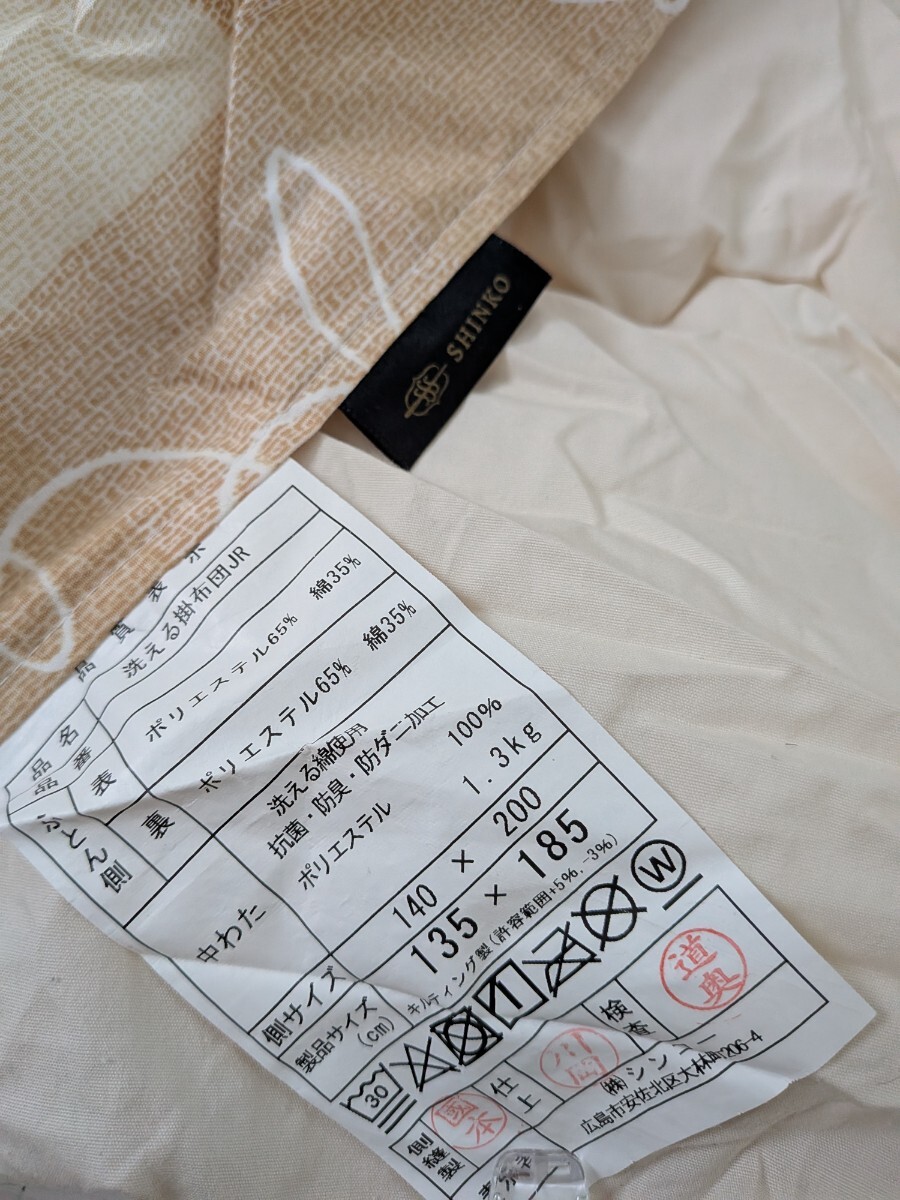 SHINKO
品質表示
品名 洗える掛布団JR
品番
ふとん側 表 ポリエステル65% 綿35%
裏 ポリエステル65% 綿35%
中わた 洗える綿使用
抗菌・防臭・防ダニ加工
ポリエステル 100%
1.3kg
側サイズ 140 × 200
製品サイズ(cm) 135 × 185
キルティング製(許容範囲+5%,-3%)
30
W
側縫製 國本 仕上 川岡 検査 道奥
㈱シンコー
広島市安佐北区大林町206-4